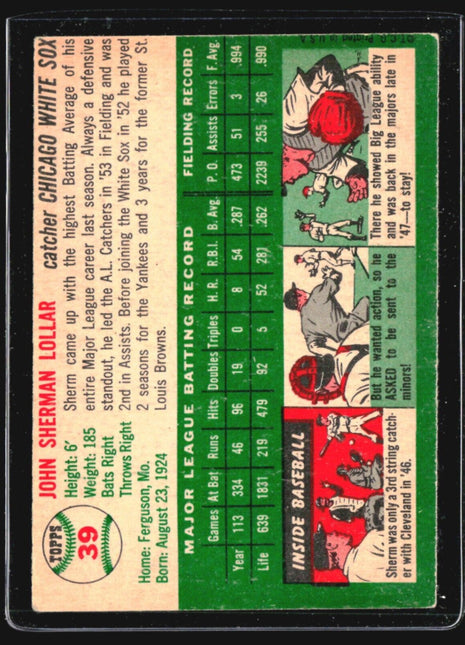 TOPPS
39
JOHN SHERMAN LOLLAR
catcher CHICAGO WHITE SOX
Height: 6'
Weight: 185
Bats Right
Throws Right
Home: Ferguson, Mo.
Born: August 23, 1924
Sherm came up with the highest Batting Average of his
entire Major League career last season. Always a defensive
standout, he led the A.L. Catchers in '53 in Fielding and was
2nd in Assists. Before joining the White Sox in '52 he played
2 seasons for the Yankees and 3 years for the former St.
Louis Browns.
MAJOR LEAGUE BATTING RECORD FIELDING RECORD
Games At Bat Runs Hits Doubles Triples H. R. R.B.I. B. Avg. P. O. Assists Errors F. Avg.
Year 113 334 46 96 19 0 8 54 .287 473 51 3 .994
Life 639 1831 219 479 92 5 52 281 .262 2239 255 26 .990
INSIDE BASEBALL
Sherm was only a 3rd string catch-
er with Cleveland in '46.
But he wanted action, so he
ASKED to be sent to the
minors!
There he showed Big League ability
and was back in the majors late in
'47—to stay!
Printed in U.S.A.